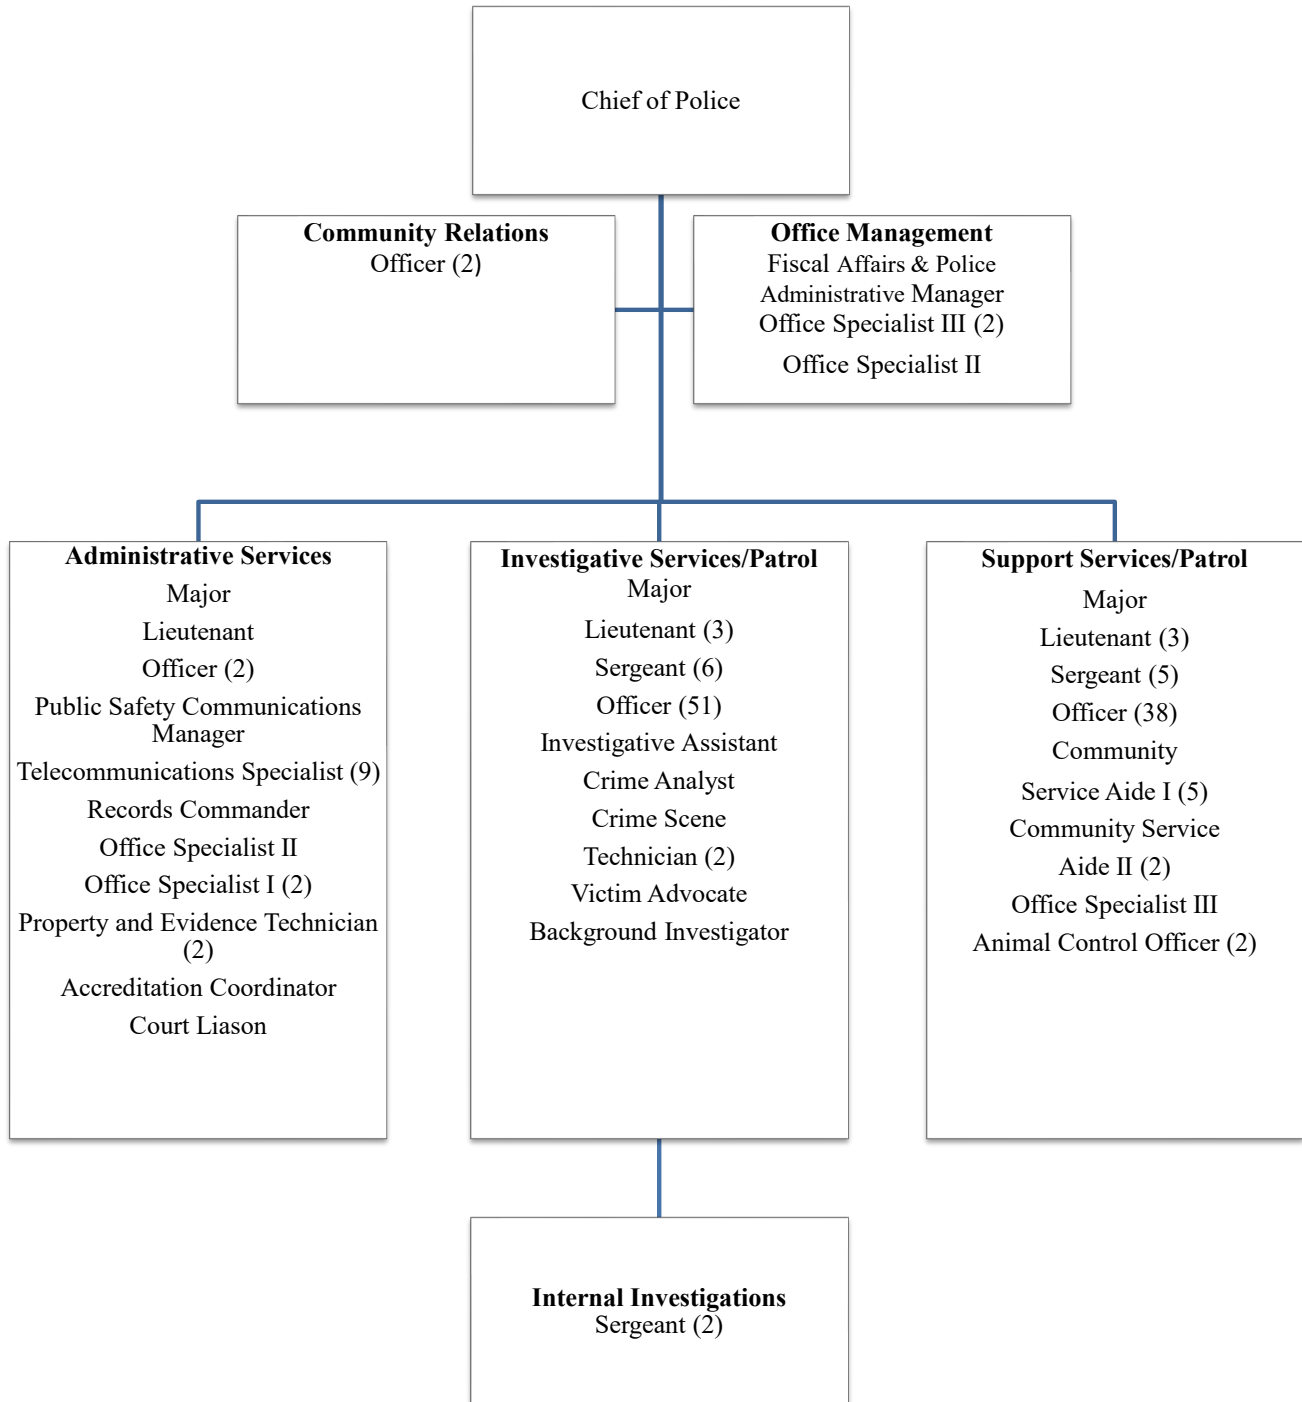 Chief of Police
Community Relations
Officer (2)
Office Management
Fiscal Affairs & Police
Administrative Manager
Office Specialist III (2)
Office Specialist II
Administrative Services
Major
Lieutenant
Officer (2)
Public Safety Communications
Manager
Telecommunications Specialist (9)
Records Commander
Office Specialist II
Office Specialist I (2)
Property and Evidence Technician
(2)
Accreditation Coordinator
Court Liason
Investigative Services/Patrol
Major
Lieutenant (3)
Sergeant (6)
Officer (51)
Investigative Assistant
Crime Analyst
Crime Scene
Technician (2)
Victim Advocate
Background Investigator
Support Services/Patrol
Major
Lieutenant (3)
Sergeant (5)
Officer (38)
Community
Service Aide I (5)
Community Service
Aide II (2)
Office Specialist III
Animal Control Officer (2)
Internal Investigations
Sergeant (2)